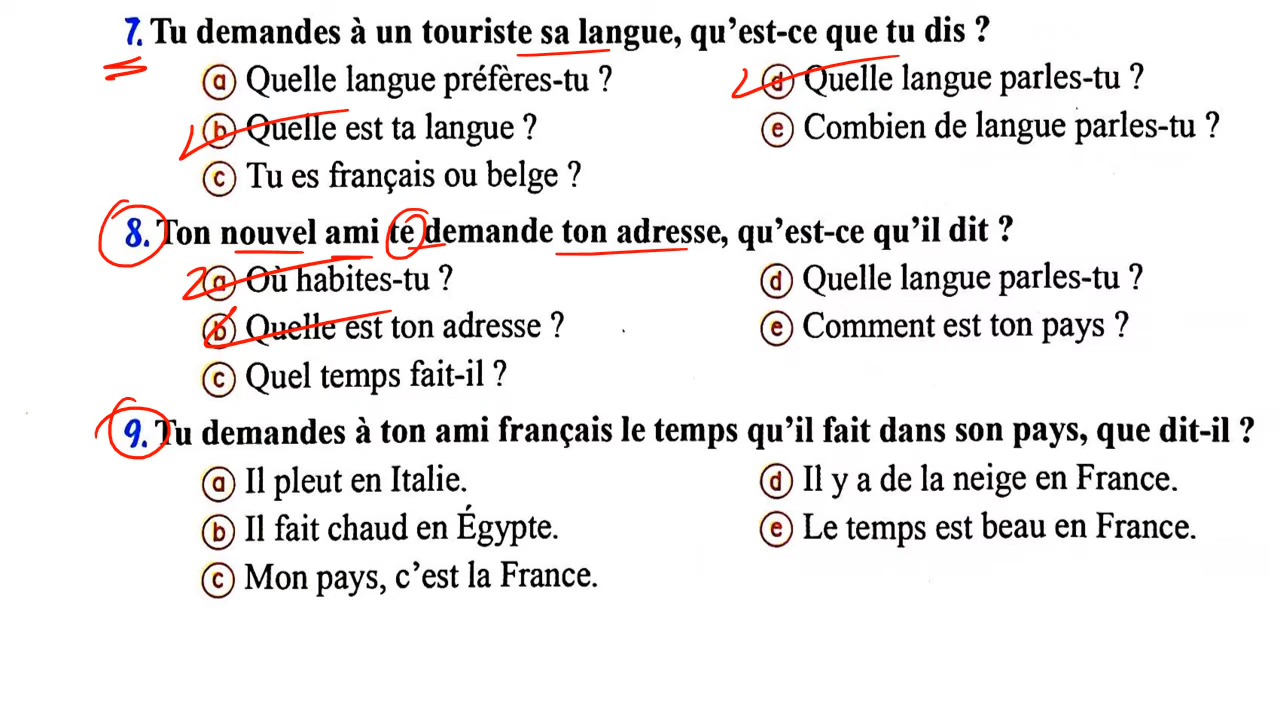 7. Tu demandes à un touriste sa langue, qu'est-ce que tu dis ?
a Quelle langue préfères-tu ?
d Quelle langue parles-tu ?
b Quelle est ta langue ?
e Combien de langue parles-tu ?
c Tu es français ou belge ?
8. Ton nouvel ami te demande ton adresse, qu'est-ce qu'il dit ?
a Où habites-tu ?
d Quelle langue parles-tu ?
b Quelle est ton adresse ?
e Comment est ton pays ?
c Quel temps fait-il ?
9. Tu demandes à ton ami français le temps qu'il fait dans son pays, que dit-il ?
a Il pleut en Italie.
d Il y a de la neige en France.
b Il fait chaud en Égypte.
e Le temps est beau en France.
c Mon pays, c'est la France.